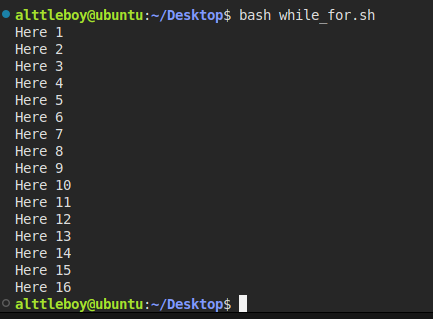 alttleboy@ubuntu:~/Desktop$ bash while_for.sh
Here 1
Here 2
Here 3
Here 4
Here 5
Here 6
Here 7
Here 8
Here 9
Here 10
Here 11
Here 12
Here 13
Here 14
Here 15
Here 16
alttleboy@ubuntu:~/Desktop$